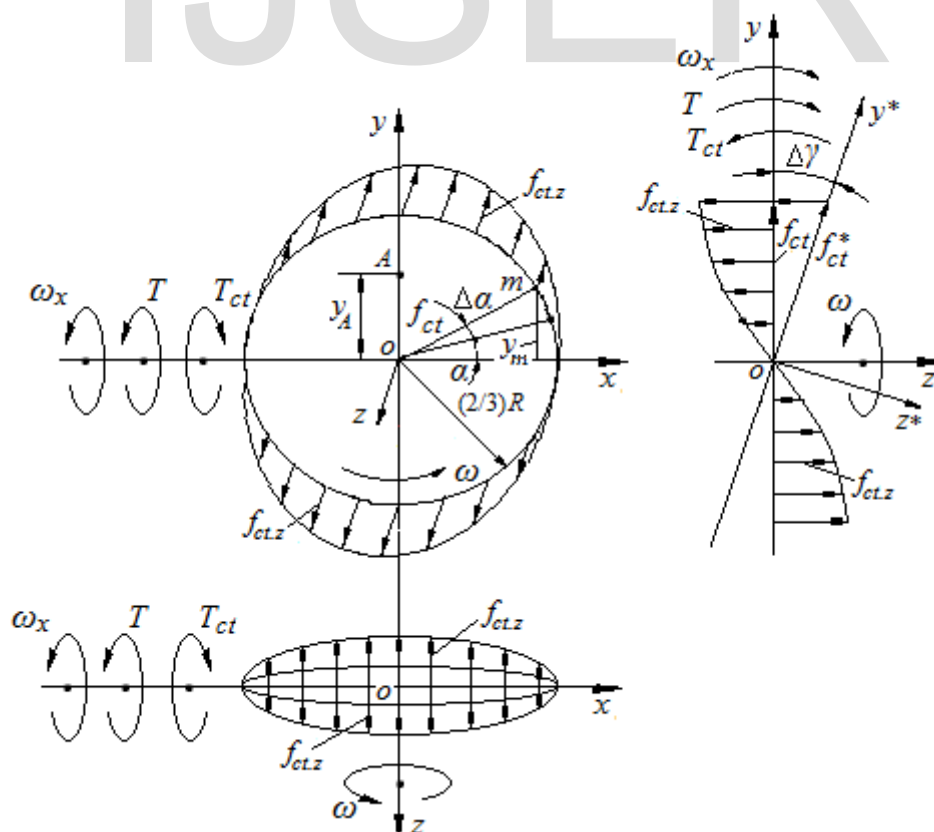 IJSER
y
ωx
T
Tct
Δγ
y*
fct.z
fct
f*ct
ω
o
z
z*
fct.z
y
fct.z
A
m
yA
fct
Δα
ωx
T
Tct
o
α
ym
x
z
(2/3)R
ω
fct.z
ωx
T
Tct
fct.z
o
x
fct.z
ω
z